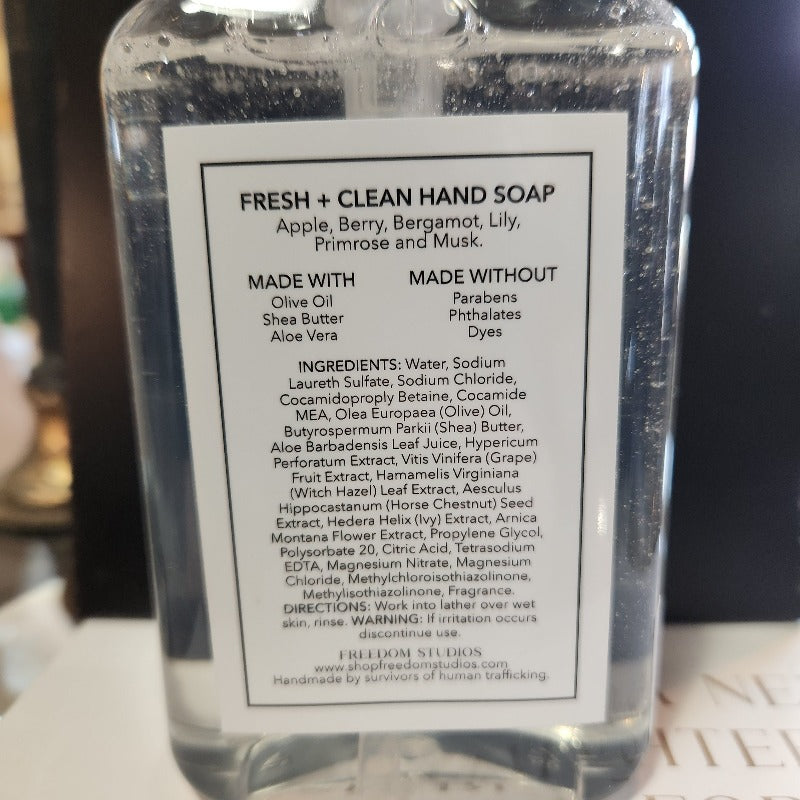 FRESH + CLEAN HAND SOAP
Apple, Berry, Bergamot, Lily,
Primrose and Musk.
MADE WITH
Olive Oil
Shea Butter
Aloe Vera
MADE WITHOUT
Parabens
Phthalates
Dyes
INGREDIENTS: Water, Sodium
Laureth Sulfate, Sodium Chloride,
Cocamidoproply Betaine, Cocamide
MEA, Olea Europaea (Olive) Oil,
Butyrospermum Parkii (Shea) Butter,
Aloe Barbadensis Leaf Juice, Hypericum
Perforatum Extract, Vitis Vinifera (Grape)
Fruit Extract, Hamamelis Virginiana
(Witch Hazel) Leaf Extract, Aesculus
Hippocastanum (Horse Chestnut) Seed
Extract, Hedera Helix (Ivy) Extract, Arnica
Montana Flower Extract, Propylene Glycol,
Polysorbate 20, Citric Acid, Tetrasodium
EDTA, Magnesium Nitrate, Magnesium
Chloride, Methylchloroisothiazolinone,
Methylisothiazolinone, Fragrance.
DIRECTIONS: Work into lather over wet
skin, rinse. WARNING: If irritation occurs
discontinue use.
FREEDOM STUDIOS
www.shopfreedomstudios.com
Handmade by survivors of human trafficking.